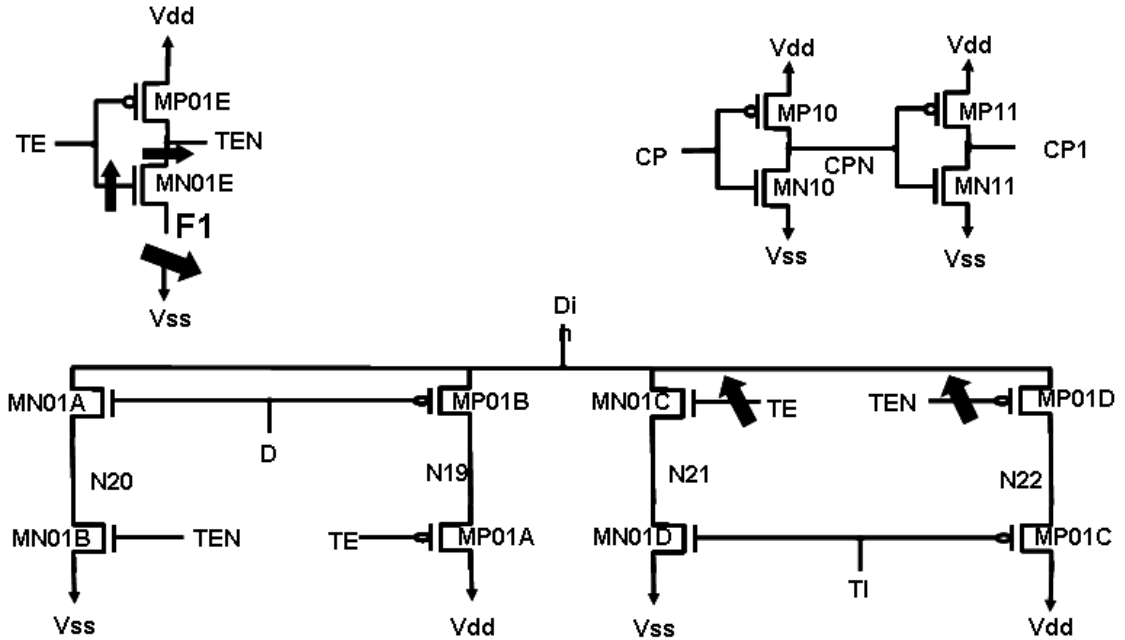 Vdd
MP01E
TE
TEN
MN01E
F1
Vss
Vdd
Vdd
MP10
MP11
CP
CPN
CP1
MN10
MN11
Vss
Vss
Di
n
MN01A
MP01B
MN01C
TE
TEN
MP01D
D
N20
N19
N21
N22
MN01B
TEN
TE
MP01A
MN01D
MP01C
TI
Vss
Vdd
Vss
Vdd